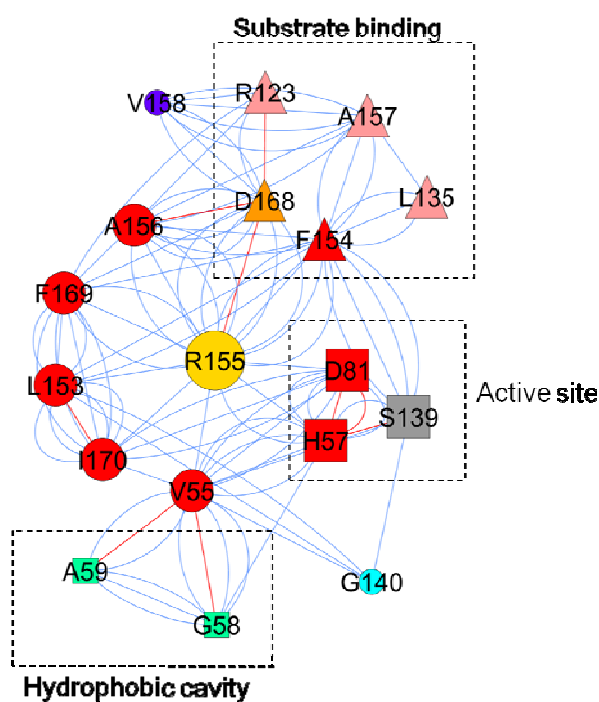 Substrate binding
R123
V158
A157
L135
D168
A156
F154
F169
R155
D81
L153
Active site
S139
H57
I170
V55
A59
G140
G58
Hydrophobic cavity